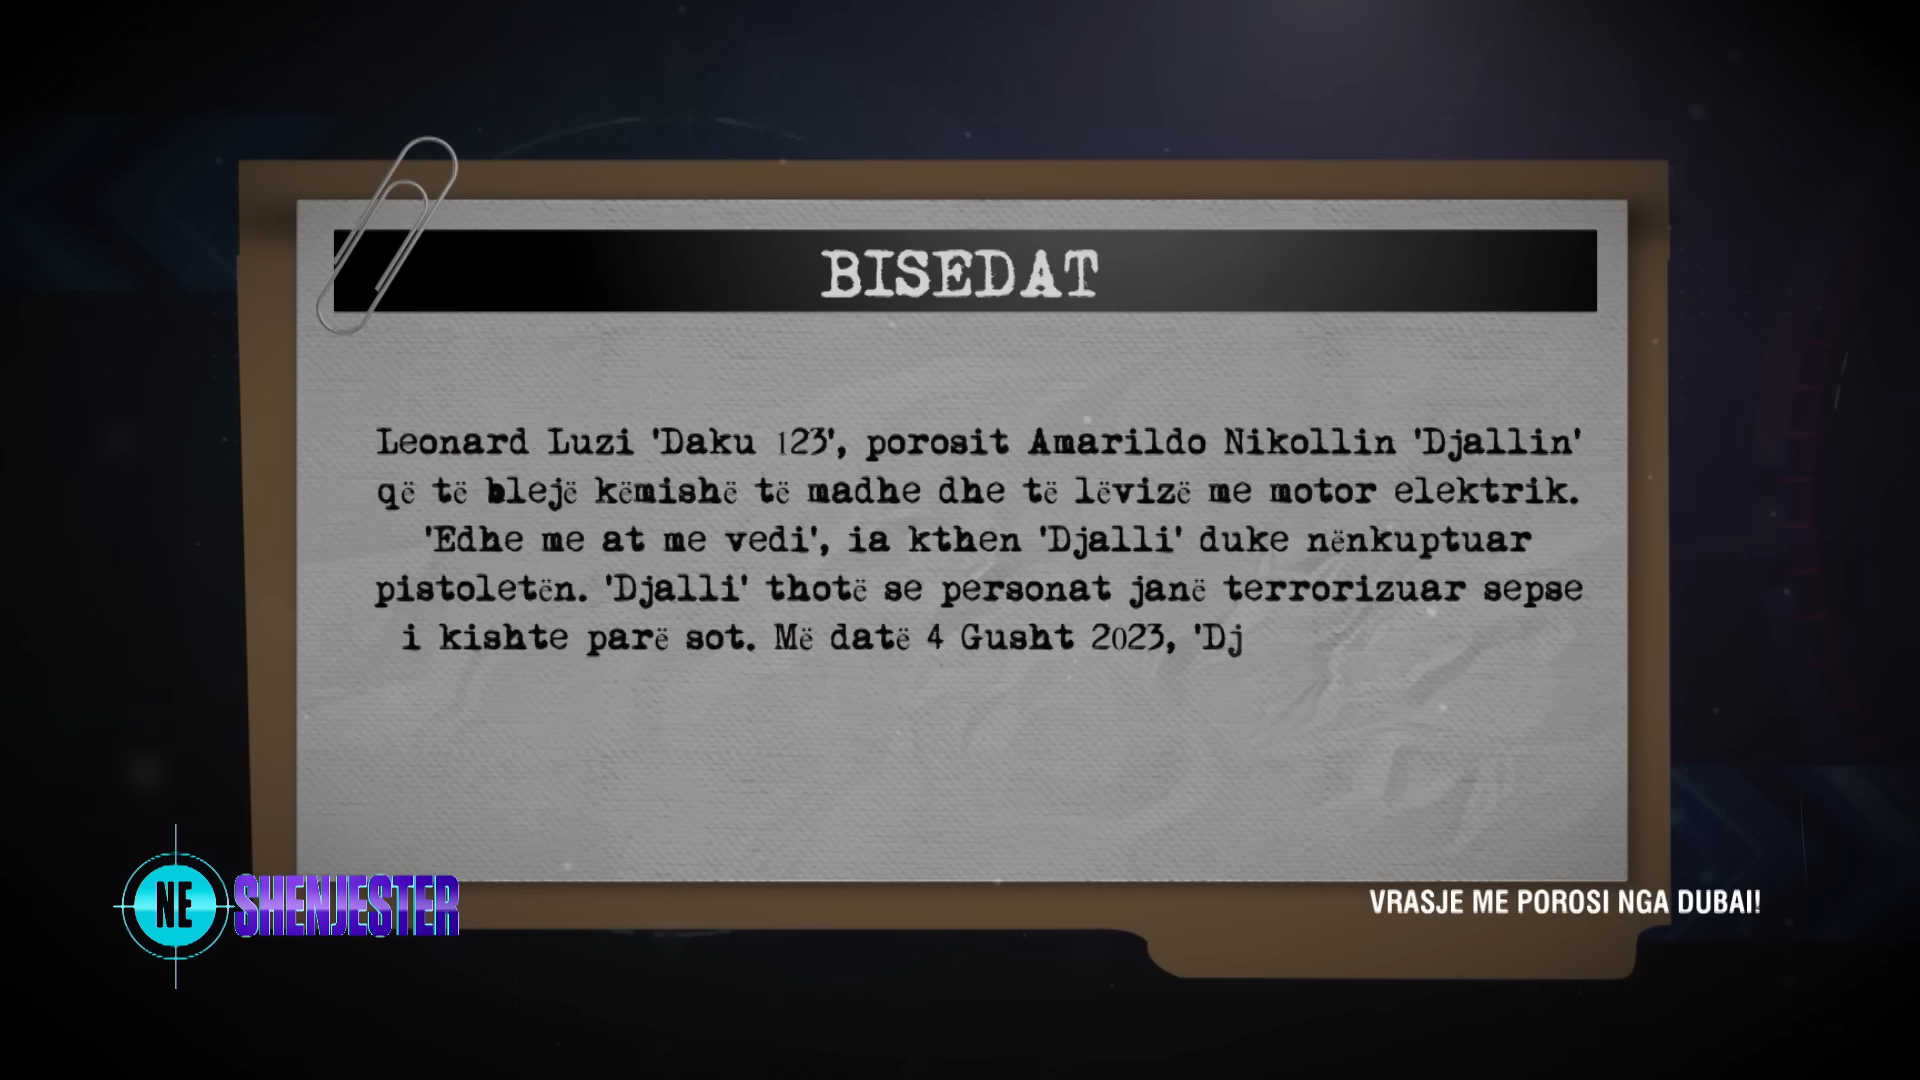 BISEDAT
Leonard Luzi 'Daku 123', porosit Amarildo Nikollin 'Djallin'
që të blejë këmishë të madhe dhe të lëvizë me motor elektrik.
'Edhe me at me vedi', ia kthen 'Djalli' duke nënkuptuar
pistoletën. 'Djalli' thotë se personat janë terrorizuar sepse
i kishte parë sot. Më datë 4 Gusht 2023, 'Dj
NE SHENJESTER
VRASJE ME POROSI NGA DUBAI!